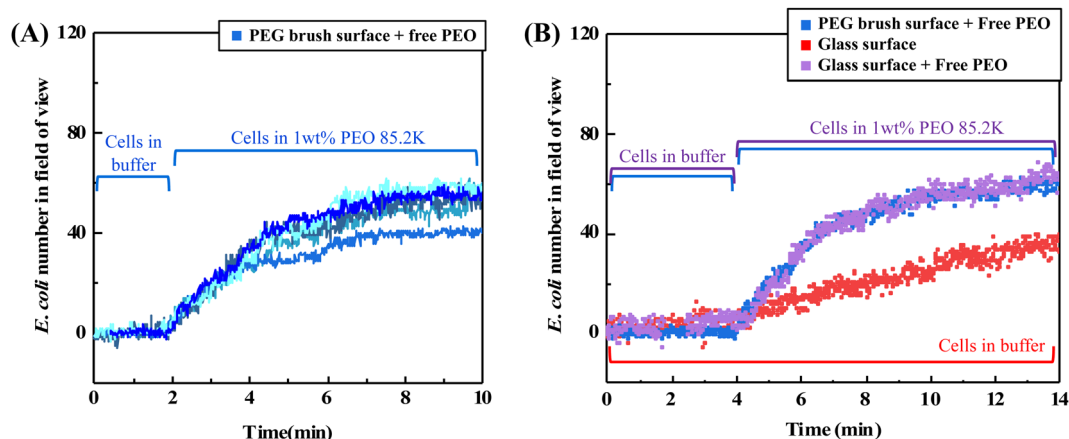 (A)
120
80
40
0
E. coli number in field of view
PEG brush surface + free PEO
Cells in
buffer
Cells in 1wt% PEO 85.2K
0 2 4 6 8 10
Time(min)
(B)
120
80
40
0
E. coli number in field of view
PEG brush surface + Free PEO
Glass surface
Glass surface + Free PEO
Cells in 1wt% PEO 85.2K
Cells in buffer
Cells in buffer
0 2 4 6 8 10 12 14
Time (min)